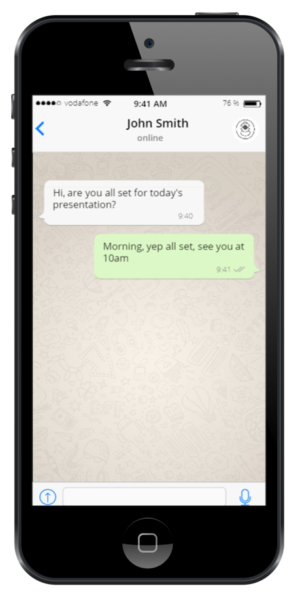 ●●●●○ vodafone 9:41 AM 76 %
John Smith
online
Hi, are you all set for today's
presentation?
9:40
Morning, yep all set, see you at
10am
9:41